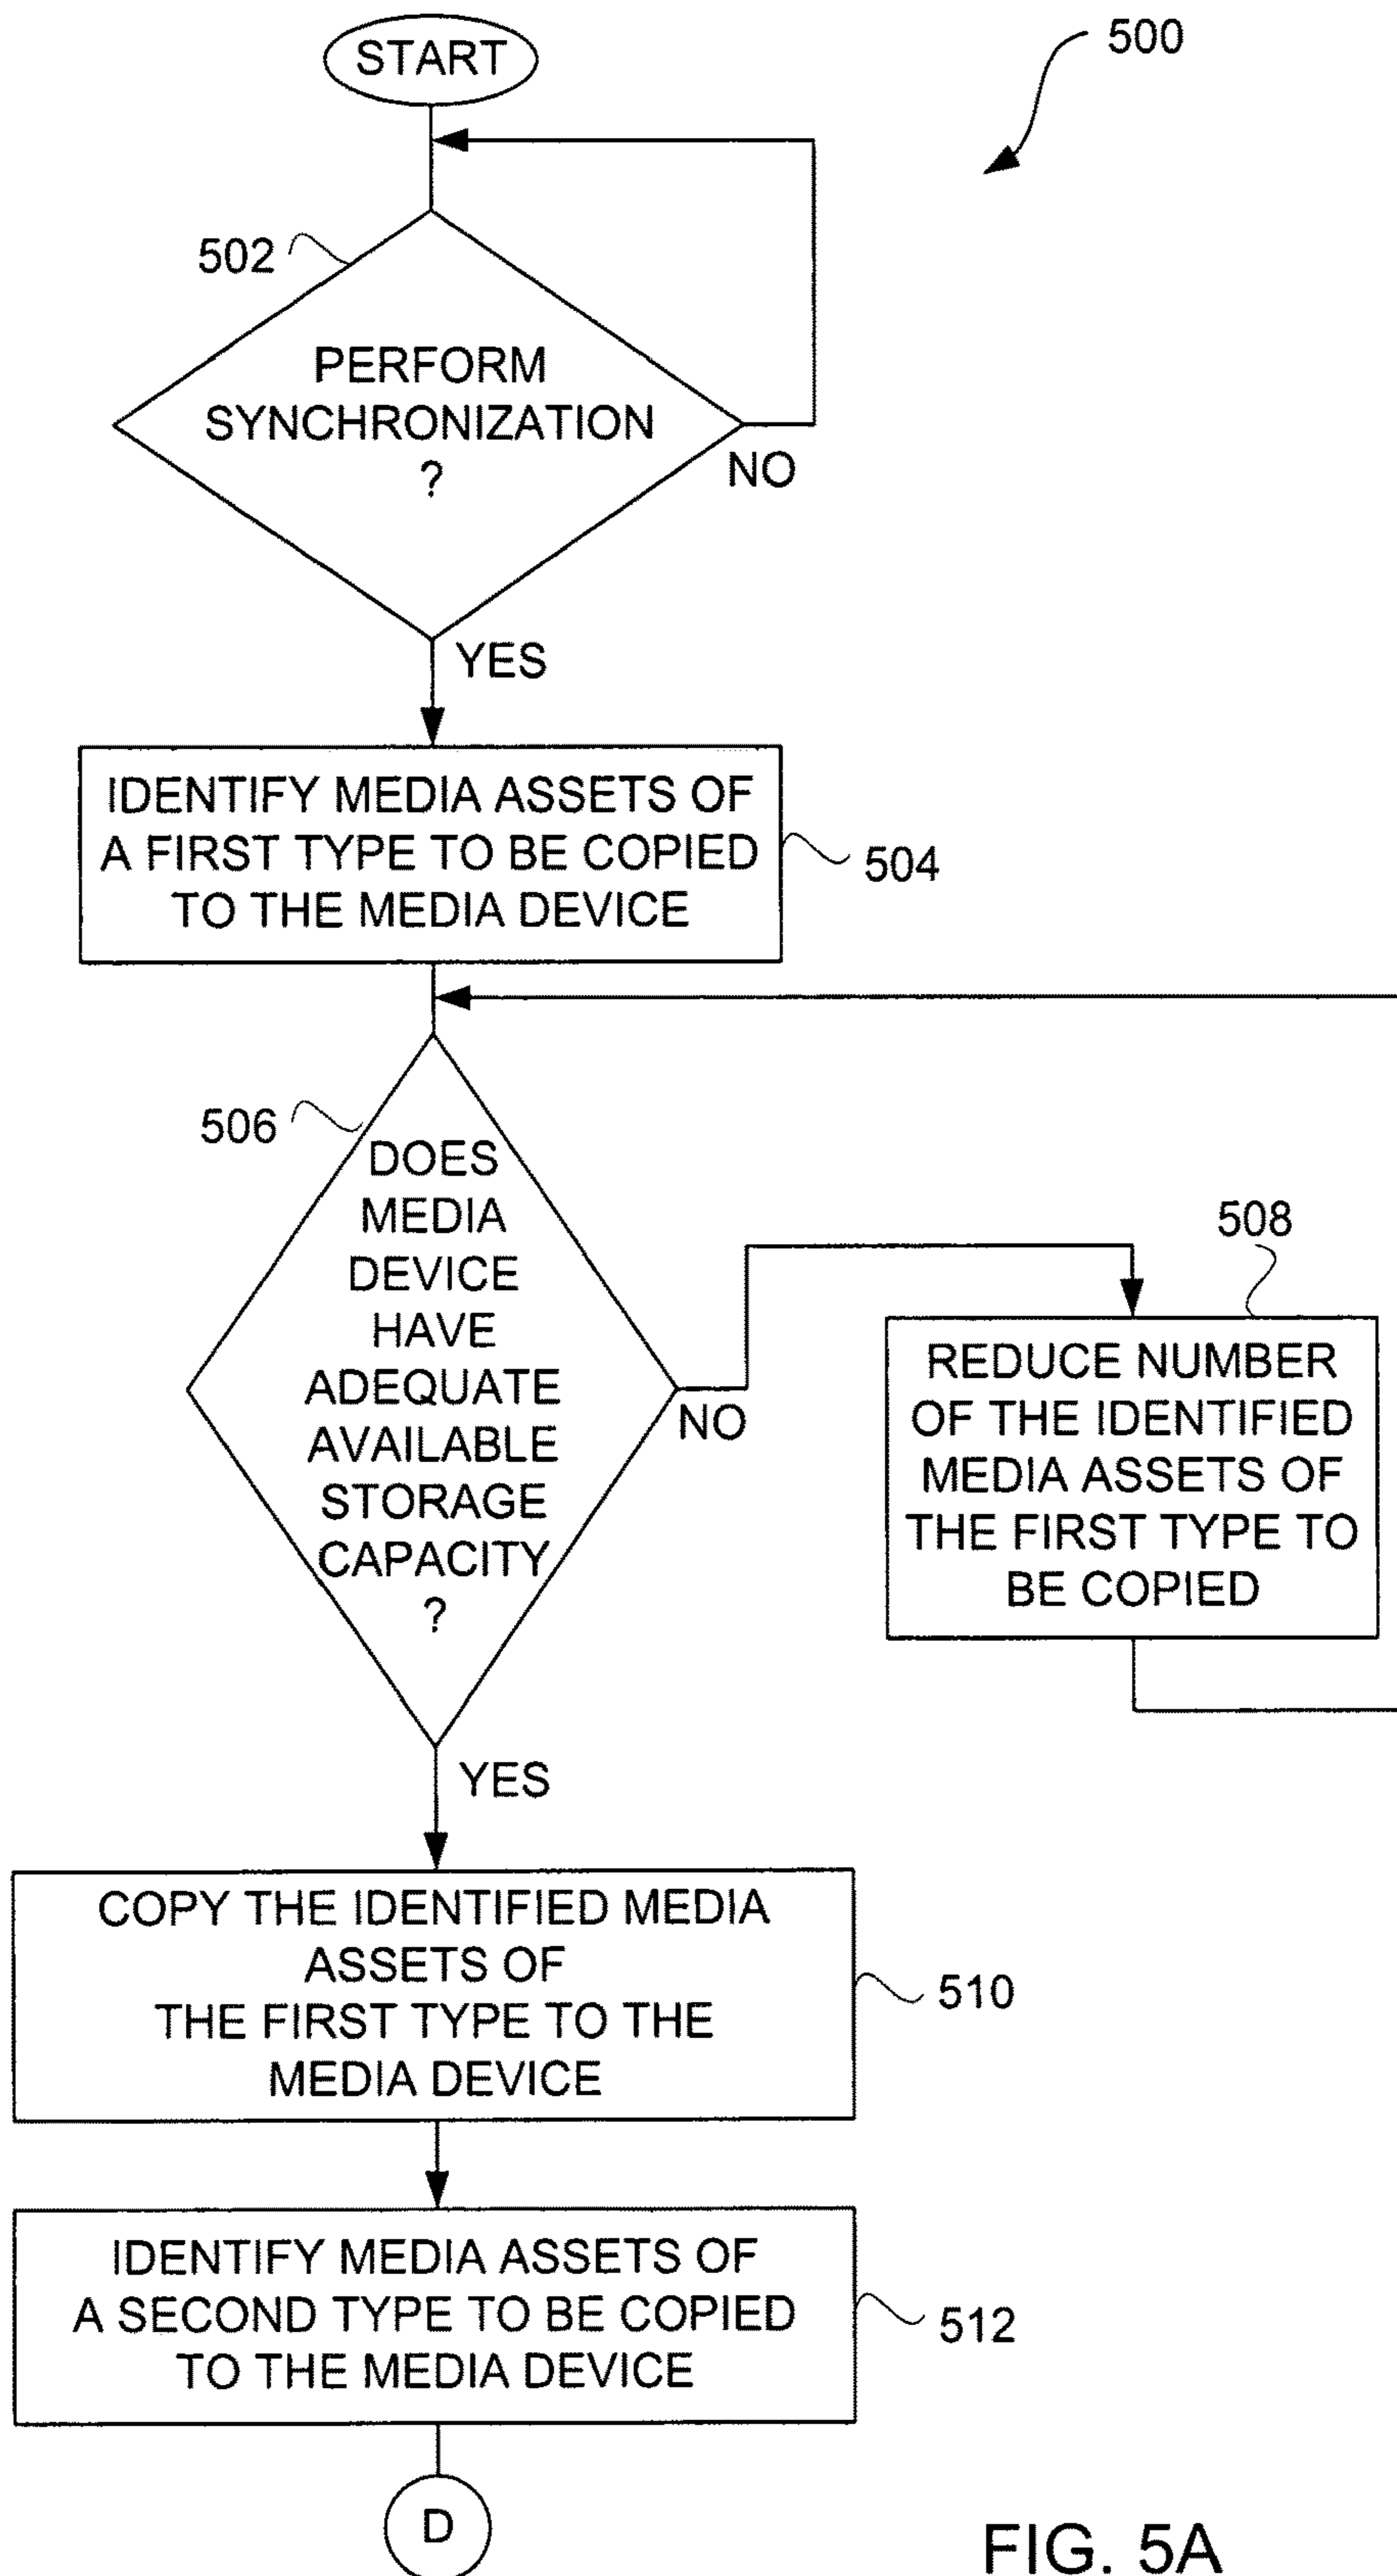 START
500
502
PERFORM
SYNCHRONIZATION
?
NO
YES
IDENTIFY MEDIA ASSETS OF
A FIRST TYPE TO BE COPIED
TO THE MEDIA DEVICE
504
506
DOES
MEDIA
DEVICE
HAVE
ADEQUATE
AVAILABLE
STORAGE
CAPACITY
?
NO
508
REDUCE NUMBER
OF THE IDENTIFIED
MEDIA ASSETS OF
THE FIRST TYPE TO
BE COPIED
YES
COPY THE IDENTIFIED MEDIA
ASSETS OF
THE FIRST TYPE TO THE
MEDIA DEVICE
510
IDENTIFY MEDIA ASSETS OF
A SECOND TYPE TO BE COPIED
TO THE MEDIA DEVICE
512
D
FIG. 5A